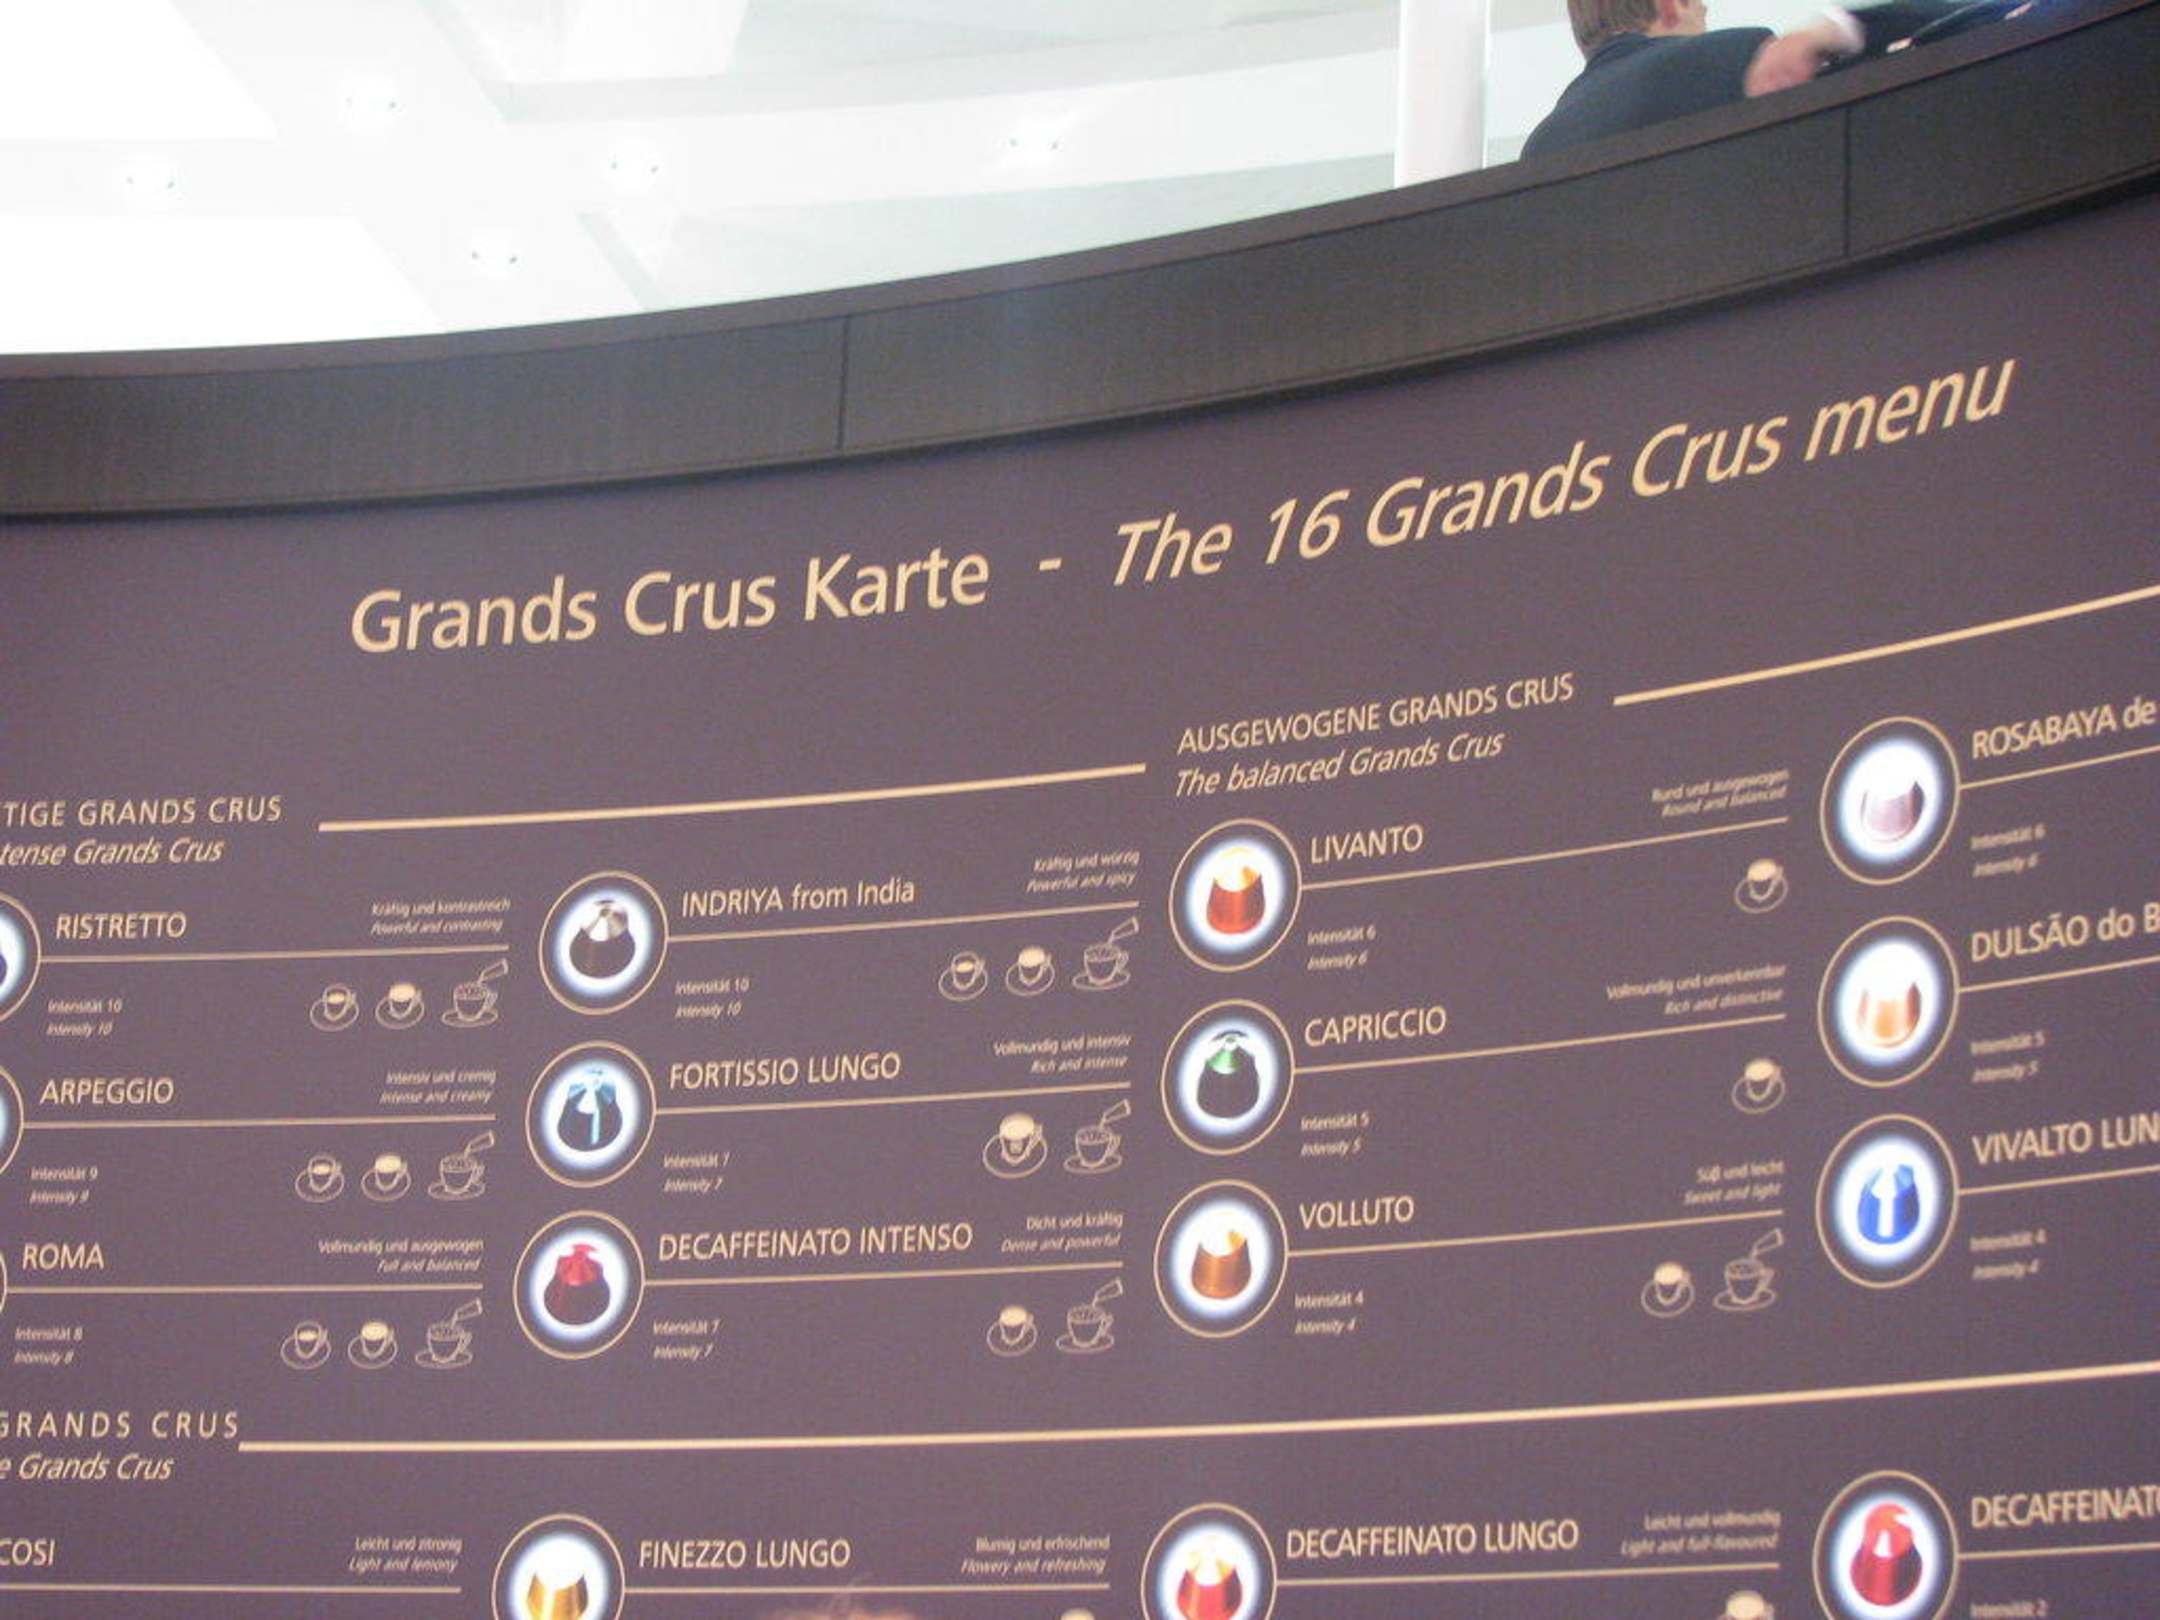 Grands Crus Karte - The 16 Grands Crus menu
TIGE GRANDS CRUS
tense Grands Crus
RISTRETTO
Kräftig und kontrastreich
Powerful and contrasting
Intensität 10
Intensity 10
ARPEGGIO
Intensiv und cremig
Intense and creamy
Intensität 9
Intensity 9
ROMA
Vollmundig und ausgewogen
Full and balanced
Intensität 8
Intensity 8
INDRIYA from India
Kräftig und würzig
Powerful and spicy
Intensität 10
Intensity 10
FORTISSIO LUNGO
Vollmundig und intensiv
Rich and intense
Intensität 7
Intensity 7
DECAFFEINATO INTENSO
Dicht und kräftig
Dense and powerful
Intensität 7
Intensity 7
AUSGEWOGENE GRANDS CRUS
The balanced Grands Crus
LIVANTO
Rund und ausgewogen
Round and balanced
Intensität 6
Intensity 6
CAPRICCIO
Vollmundig und unverkennbar
Rich and distinctive
Intensität 5
Intensity 5
VOLLUTO
Süß und leicht
Sweet and light
Intensität 4
Intensity 4
ROSABAYA de
Intensität 6
Intensity 6
DULSÃO do B
Intensität 5
Intensity 5
VIVALTO LUN
Intensität 4
Intensity 4
GRANDS CRUS
e Grands Crus
COSI
Leicht und zitronig
Light and lemony
FINEZZO LUNGO
Blumig und erfrischend
Flowery and refreshing
DECAFFEINATO LUNGO
Leicht und vollmundig
Light and full-flavoured
DECAFFEINATO
Intensität 2